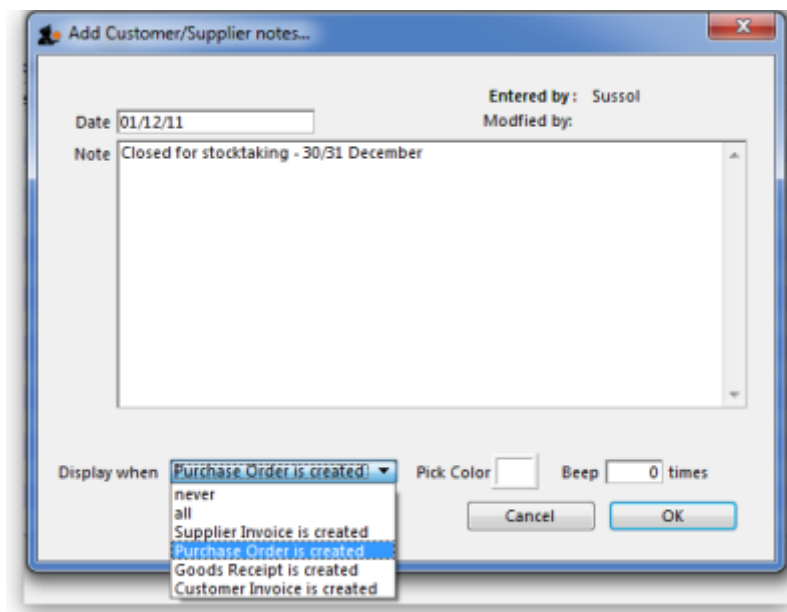 Add Customer/Supplier notes...
Entered by: Sussol
Date 01/12/11
Modfied by:
Note Closed for stocktaking - 30/31 December
Display when Purchase Order is created Pick Color Beep 0 times
never
all
Supplier Invoice is created
Purchase Order is created
Goods Receipt is created
Customer Invoice is created
Cancel OK